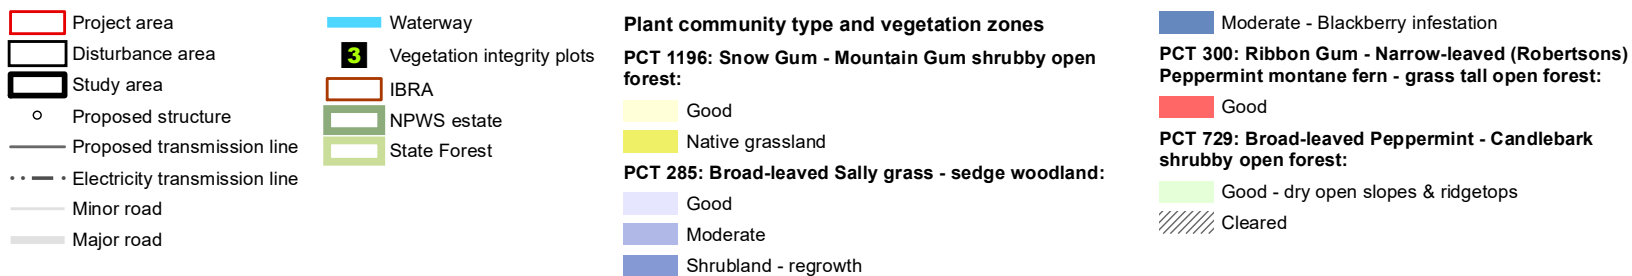 Project area
Disturbance area
Study area
Proposed structure
Proposed transmission line
Electricity transmission line
Minor road
Major road
Waterway
3 Vegetation integrity plots
IBRA
NPWS estate
State Forest
Plant community type and vegetation zones
PCT 1196: Snow Gum - Mountain Gum shrubby open
forest:
Good
Native grassland
PCT 285: Broad-leaved Sally grass - sedge woodland:
Good
Moderate
Shrubland - regrowth
Moderate - Blackberry infestation
PCT 300: Ribbon Gum - Narrow-leaved (Robertsons)
Peppermint montane fern - grass tall open forest:
Good
PCT 729: Broad-leaved Peppermint - Candlebark
shrubby open forest:
Good - dry open slopes & ridgetops
Cleared